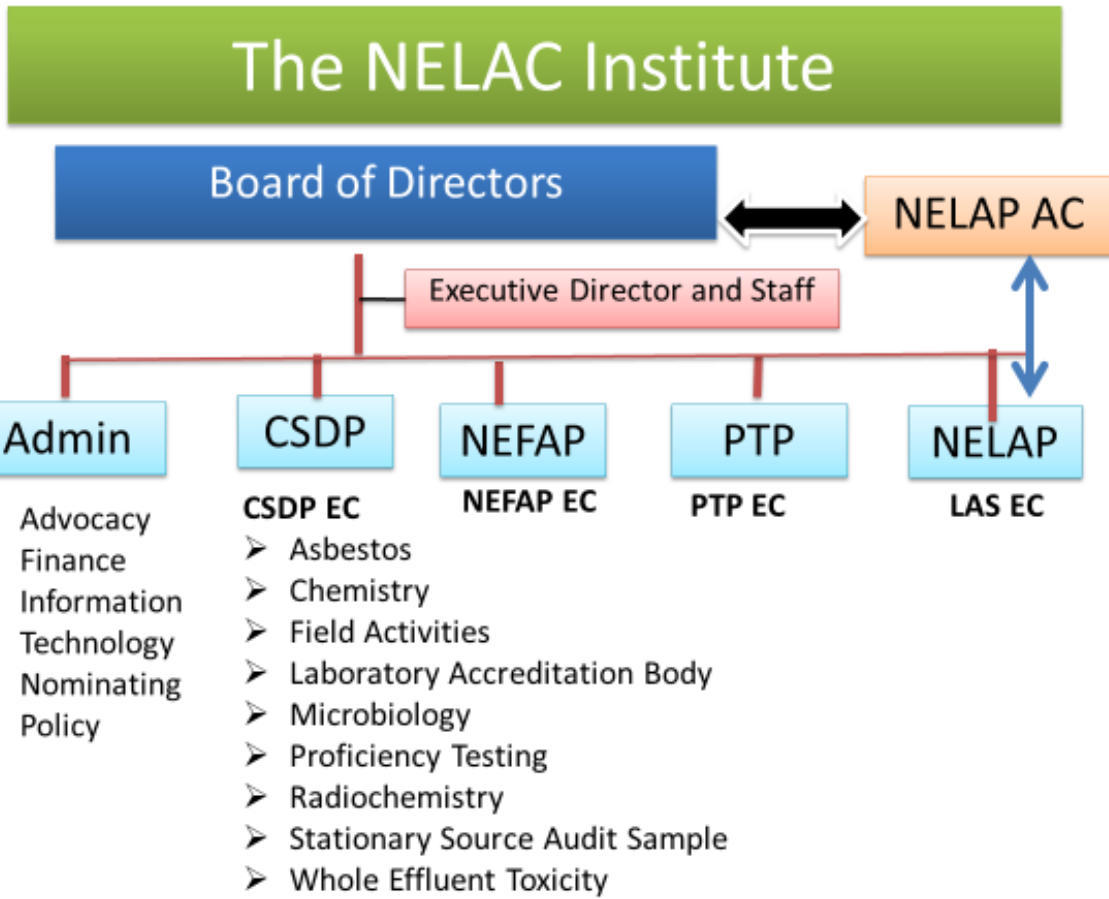 The NELAC Institute
Board of Directors
NELAP AC
Executive Director and Staff
Admin
CSDP
NEFAP
PTP
NELAP
Advocacy
Finance
Information
Technology
Nominating
Policy
CSDP EC
➢ Asbestos
➢ Chemistry
➢ Field Activities
➢ Laboratory Accreditation Body
➢ Microbiology
➢ Proficiency Testing
➢ Radiochemistry
➢ Stationary Source Audit Sample
➢ Whole Effluent Toxicity
NEFAP EC
PTP EC
LAS EC